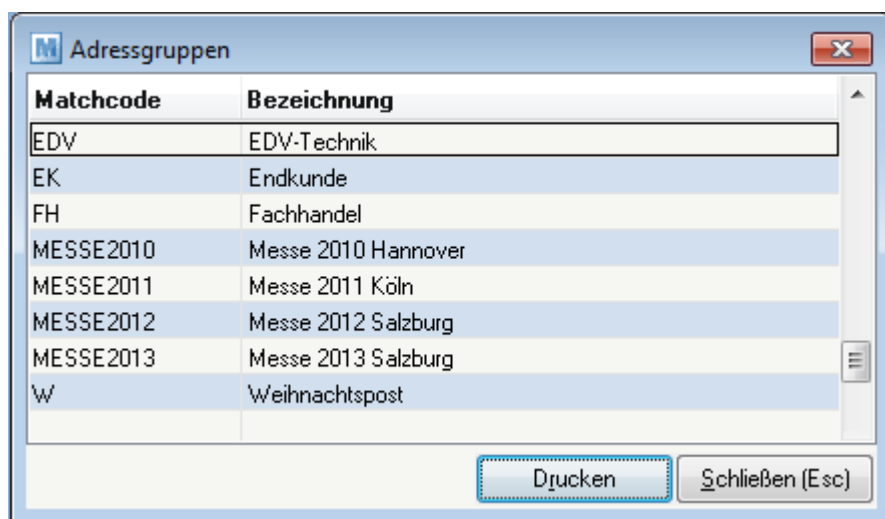 M Adressgruppen
Matchcode Bezeichnung
EDV EDV-Technik
EK Endkunde
FH Fachhandel
MESSE2010 Messe 2010 Hannover
MESSE2011 Messe 2011 Köln
MESSE2012 Messe 2012 Salzburg
MESSE2013 Messe 2013 Salzburg
W Weihnachtspost
Drucken Schließen (Esc)